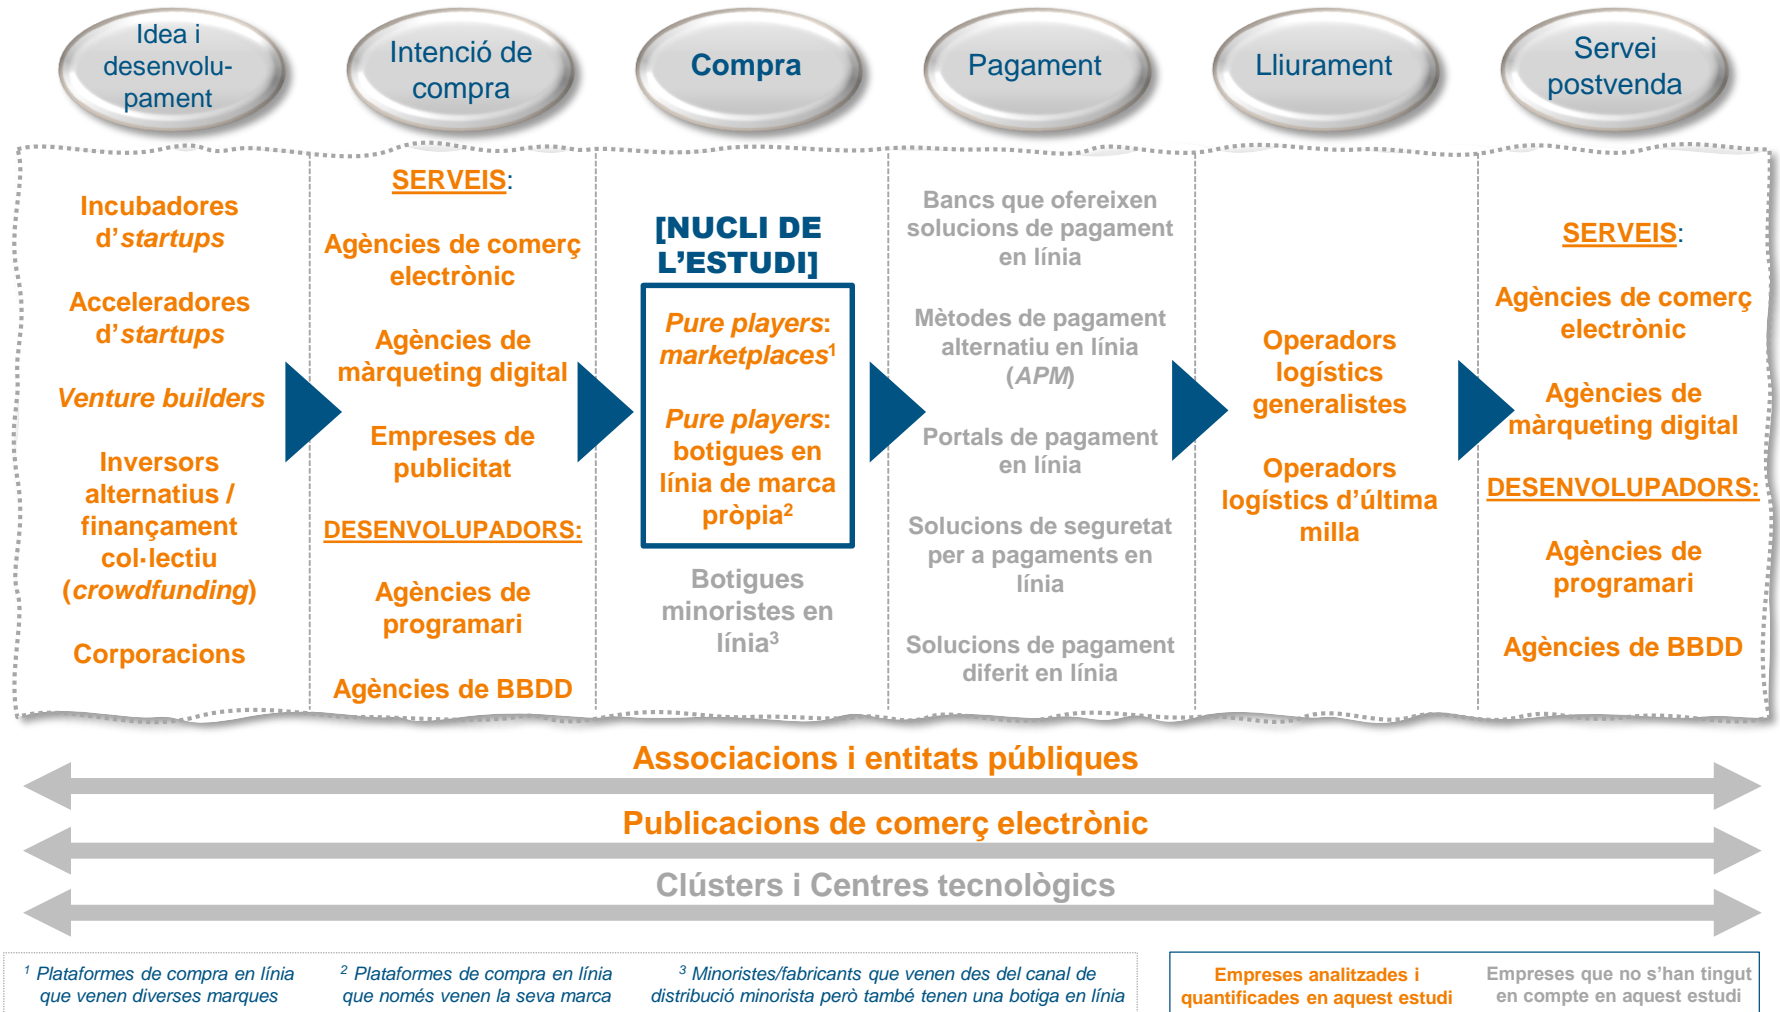 Idea i
desenvolu-
pament
Intenció de
compra
Compra
Pagament
Lliurament
Servei
postvenda
Incubadores
d'startups
Acceleradores
d'startups
Venture builders
Inversors
alternatius /
finançament
col·lectiu
(crowdfunding)
Corporacions
SERVEIS:
Agències de comerç
electrònic
Agències de
màrqueting digital
Empreses de
publicitat
DESENVOLUPADORS:
Agències de
programari
Agències de BBDD
[NUCLI DE
L'ESTUDI]
Pure players:
marketplaces¹
Pure players:
botigues en
línia de marca
pròpia²
Botigues
minoristes en
línia³
Bancs que ofereixen
solucions de pagament
en línia
Mètodes de pagament
alternatiu en línia
(APM)
Portals de pagament
en línia
Solucions de seguretat
per a pagaments en
línia
Solucions de pagament
diferit en línia
Operadors
logístics
generalistes
Operadors
logístics d'última
milla
SERVEIS:
Agències de comerç
electrònic
Agències de
màrqueting digital
DESENVOLUPADORS:
Agències de
programari
Agències de BBDD
Associacions i entitats públiques
Publicacions de comerç electrònic
Clústers i Centres tecnològics
¹ Plataformes de compra en línia
que venen diverses marques
² Plataformes de compra en línia
que només venen la seva marca
³ Minoristes/fabricants que venen des del canal de
distribució minorista però també tenen una botiga en línia
Empreses analitzades i
quantificades en aquest estudi
Empreses que no s'han tingut
en compte en aquest estudi